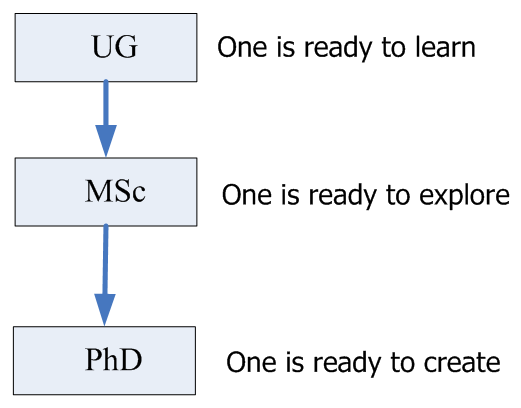 UG
One is ready to learn
MSc
One is ready to explore
PhD
One is ready to create